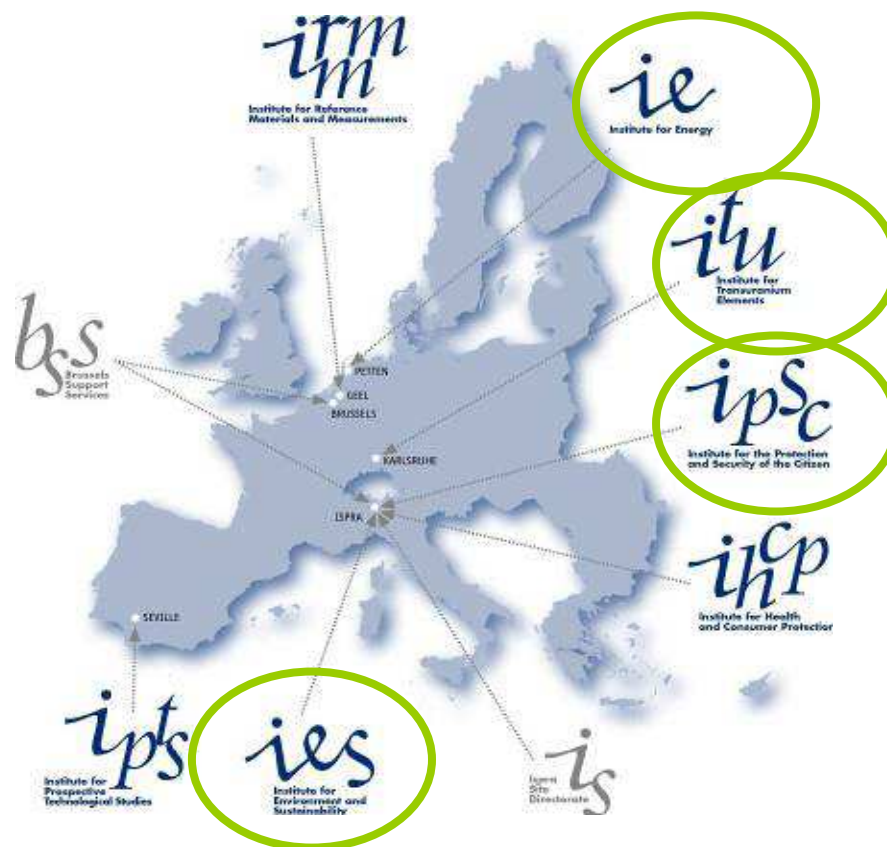 irmm
Institute for Reference
Materials and Measurements
ie
Institute for Energy
itu
Institute for
Transuranium
Elements
bss
Brussels
Support
Services
PETTEN
GEEL
BRUSSELS
ipsc
Institute for the Protection
and Security of the Citizen
KARLSRUHE
ISPRA
ihcp
Institute for Health
and Consumer Protection
SEVILLE
ipts
Institute for
Prospective
Technological Studies
ies
Institute for
Environment and
Sustainability
is
Ispra
Site
Directorate